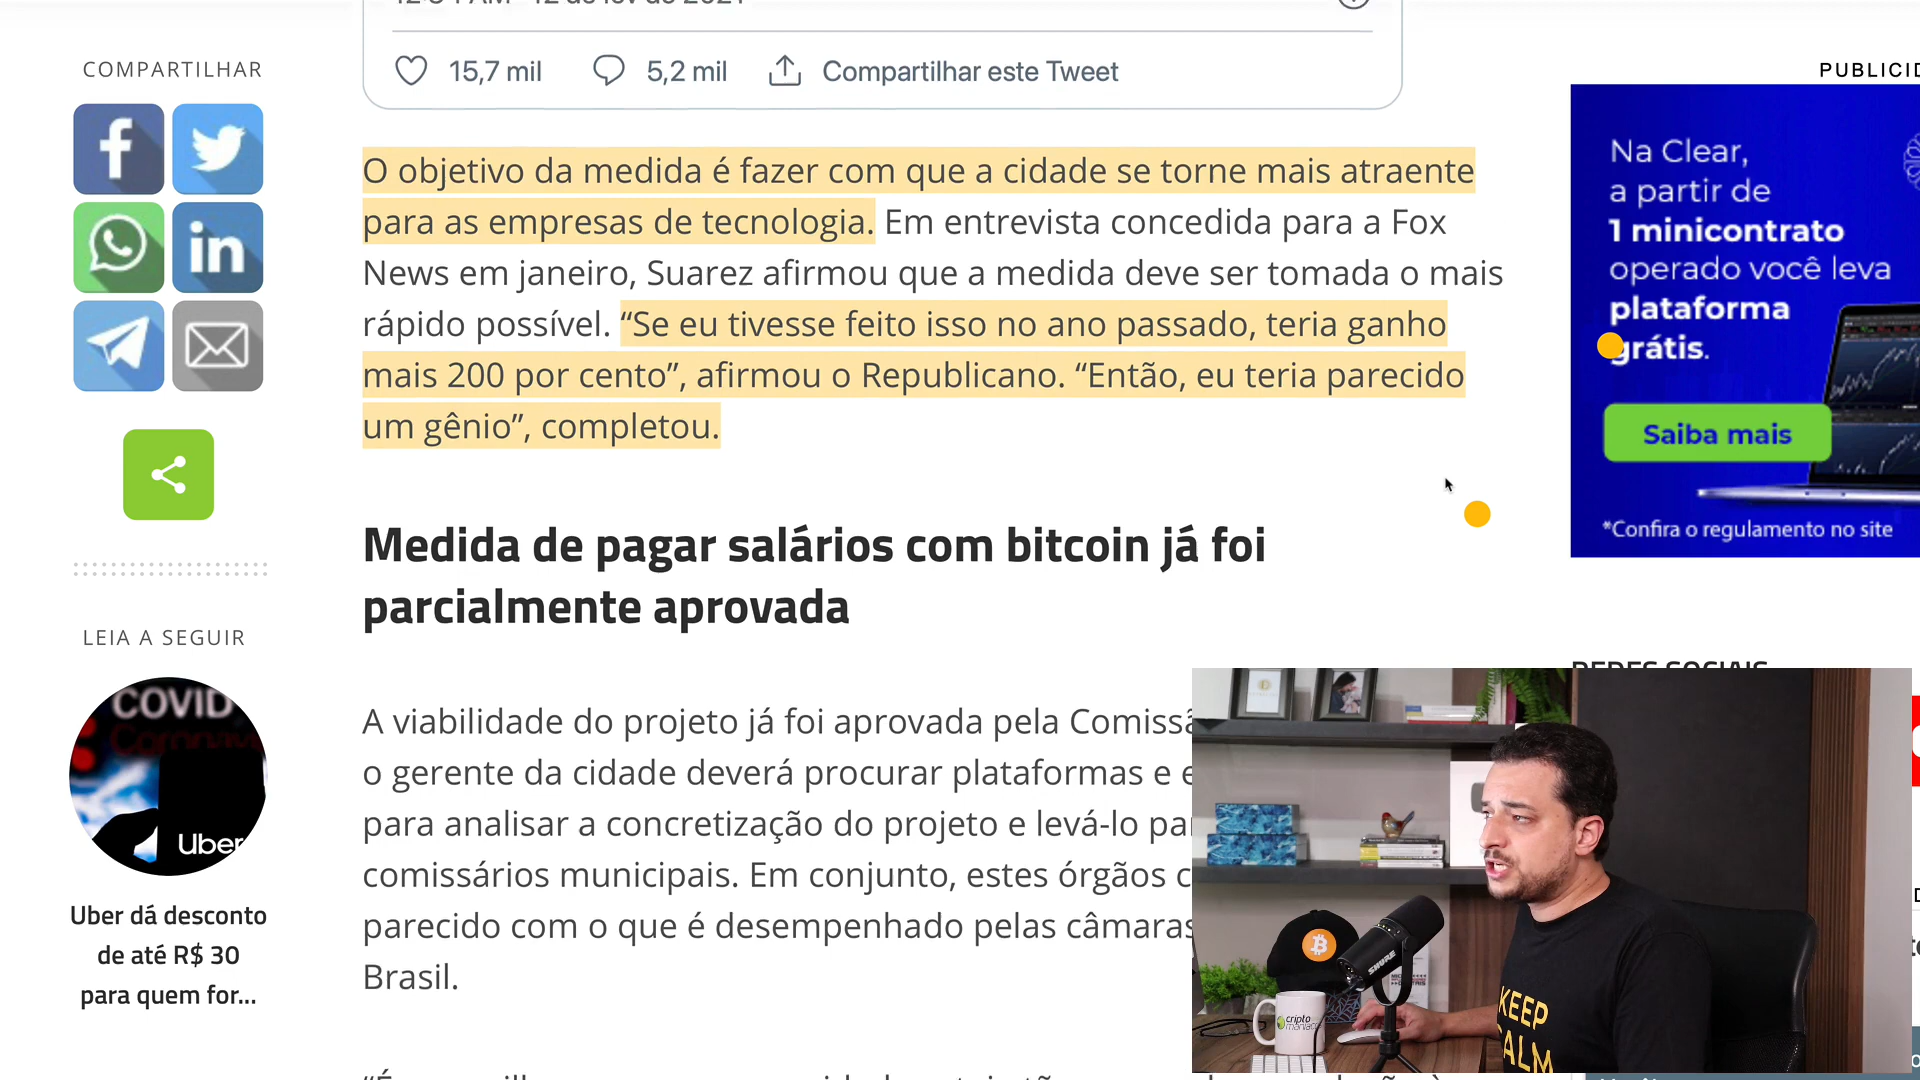 COMPARTILHAR
15,7 mil
5,2 mil
Compartilhar este Tweet
O objetivo da medida é fazer com que a cidade se torne mais atraente
para as empresas de tecnologia. Em entrevista concedida para a Fox
News em janeiro, Suarez afirmou que a medida deve ser tomada o mais
rápido possível. “Se eu tivesse feito isso no ano passado, teria ganho
mais 200 por cento”, afirmou o Republicano. “Então, eu teria parecido
um gênio”, completou.
Medida de pagar salários com bitcoin já foi
parcialmente aprovada
A viabilidade do projeto já foi aprovada pela
o gerente da cidade deverá procurar plataformas e
para analisar a concretização do projeto e levá-lo
comissários municipais. Em conjunto, estes órgãos
parecido com o que é desempenhado pelas câmaras
Brasil.
LEIA A SEGUIR
COVID
Uber
Uber dá desconto
de até R$ 30
para quem for...
Na Clear,
a partir de
1 minicontrato
operado você leva
plataforma
grátis.
Saiba mais
*Confira o regulamento no site
REDES SOCIAIS
SHURE
cripto
KEEP